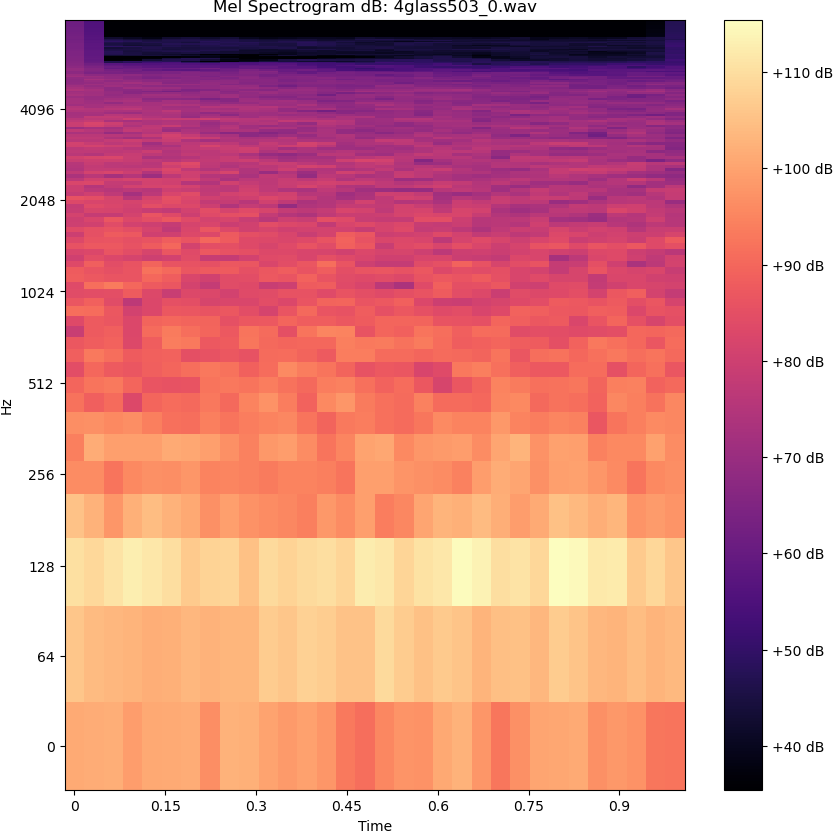 Mel Spectrogram dB: 4glass503_0.wav
Hz
4096
2048
1024
512
256
128
64
0
0 0.15 0.3 0.45 0.6 0.75 0.9
Time
+110 dB
+100 dB
+90 dB
+80 dB
+70 dB
+60 dB
+50 dB
+40 dB